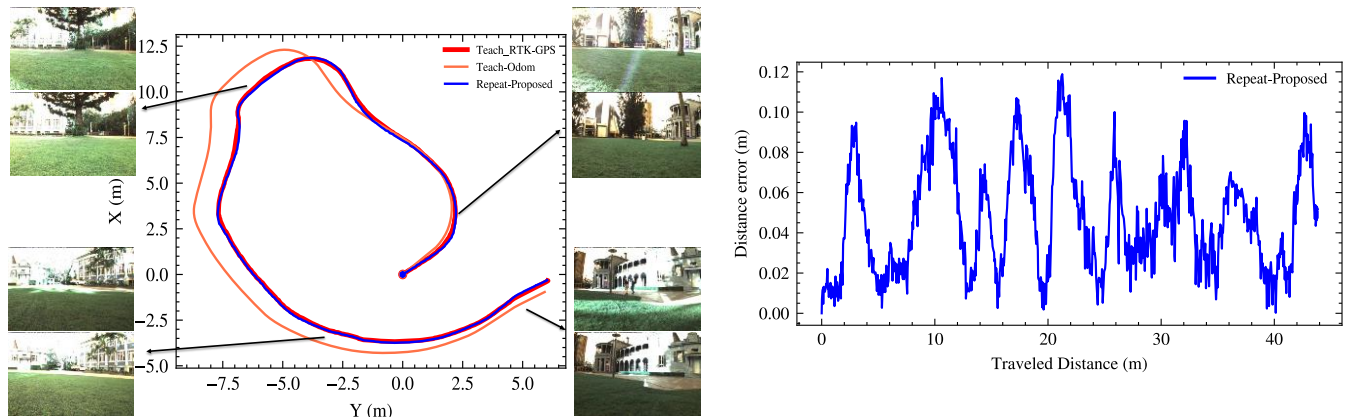 12.5
10.0
7.5
5.0
2.5
0.0
−2.5
−5.0
X (m)
Teach_RTK-GPS
Teach-Odom
Repeat-Proposed
−7.5 −5.0 −2.5 0.0 2.5 5.0
Y (m)
0.12
0.10
0.08
0.06
0.04
0.02
0.00
Distance error (m)
Repeat-Proposed
0 10 20 30 40
Traveled Distance (m)